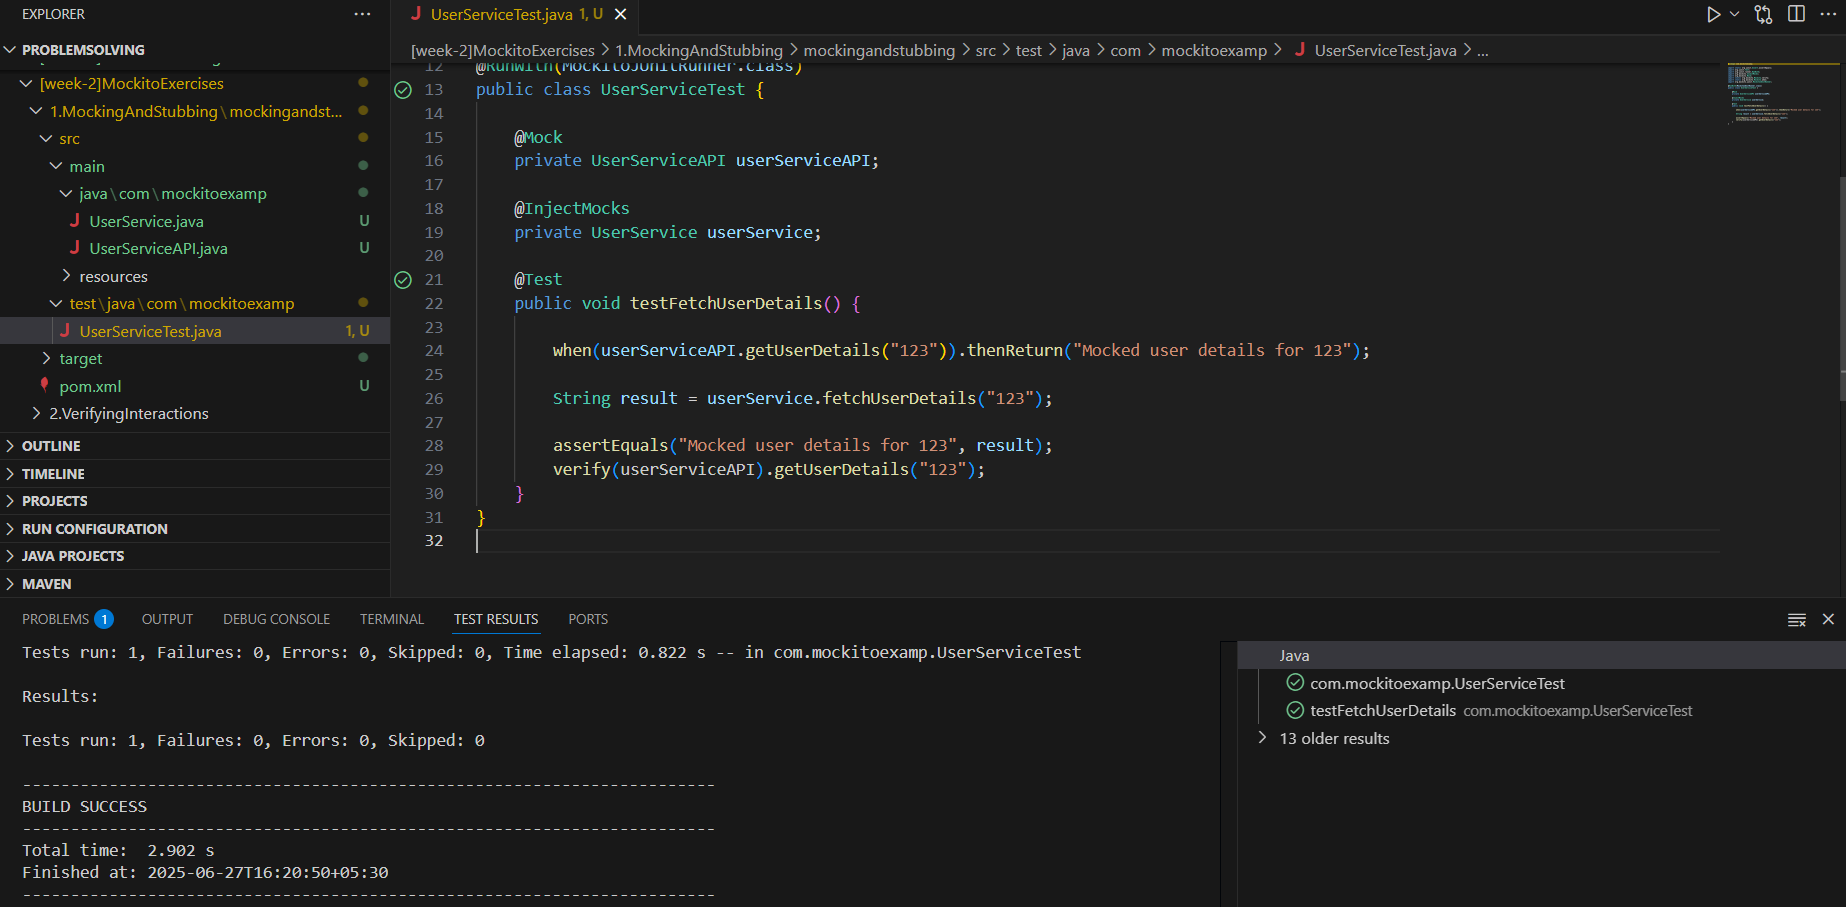 EXPLORER
PROBLEMSOLVING
[week-2]MockitoExercises
1.MockingAndStubbing\mockingandst...
src
main
java\com\mockitoexamp
UserService.java U
UserServiceAPI.java U
resources
test\java\com\mockitoexamp
UserServiceTest.java 1, U
target
pom.xml U
2.VerifyingInteractions
OUTLINE
TIMELINE
PROJECTS
RUN CONFIGURATION
JAVA PROJECTS
MAVEN
UserServiceTest.java 1, U
[week-2]MockitoExercises > 1.MockingAndStubbing > mockingandstubbing > src > test > java > com > mockitoexamp > UserServiceTest.java > ...
12 @RunWith(MockitoJUnitRunner.class)
13 public class UserServiceTest {
14
15 @Mock
16 private UserServiceAPI userServiceAPI;
17
18 @InjectMocks
19 private UserService userService;
20
21 @Test
22 public void testFetchUserDetails() {
23
24 when(userServiceAPI.getUserDetails("123")).thenReturn("Mocked user details for 123");
25
26 String result = userService.fetchUserDetails("123");
27
28 assertEquals("Mocked user details for 123", result);
29 verify(userServiceAPI).getUserDetails("123");
30 }
31 }
32
PROBLEMS 1 OUTPUT DEBUG CONSOLE TERMINAL TEST RESULTS PORTS
Tests run: 1, Failures: 0, Errors: 0, Skipped: 0, Time elapsed: 0.822 s -- in com.mockitoexamp.UserServiceTest
Results:
Tests run: 1, Failures: 0, Errors: 0, Skipped: 0
------------------------------------------------------------------------
BUILD SUCCESS
------------------------------------------------------------------------
Total time:  2.902 s
Finished at: 2025-06-27T16:20:50+05:30
------------------------------------------------------------------------
Java
com.mockitoexamp.UserServiceTest
testFetchUserDetails com.mockitoexamp.UserServiceTest
13 older results